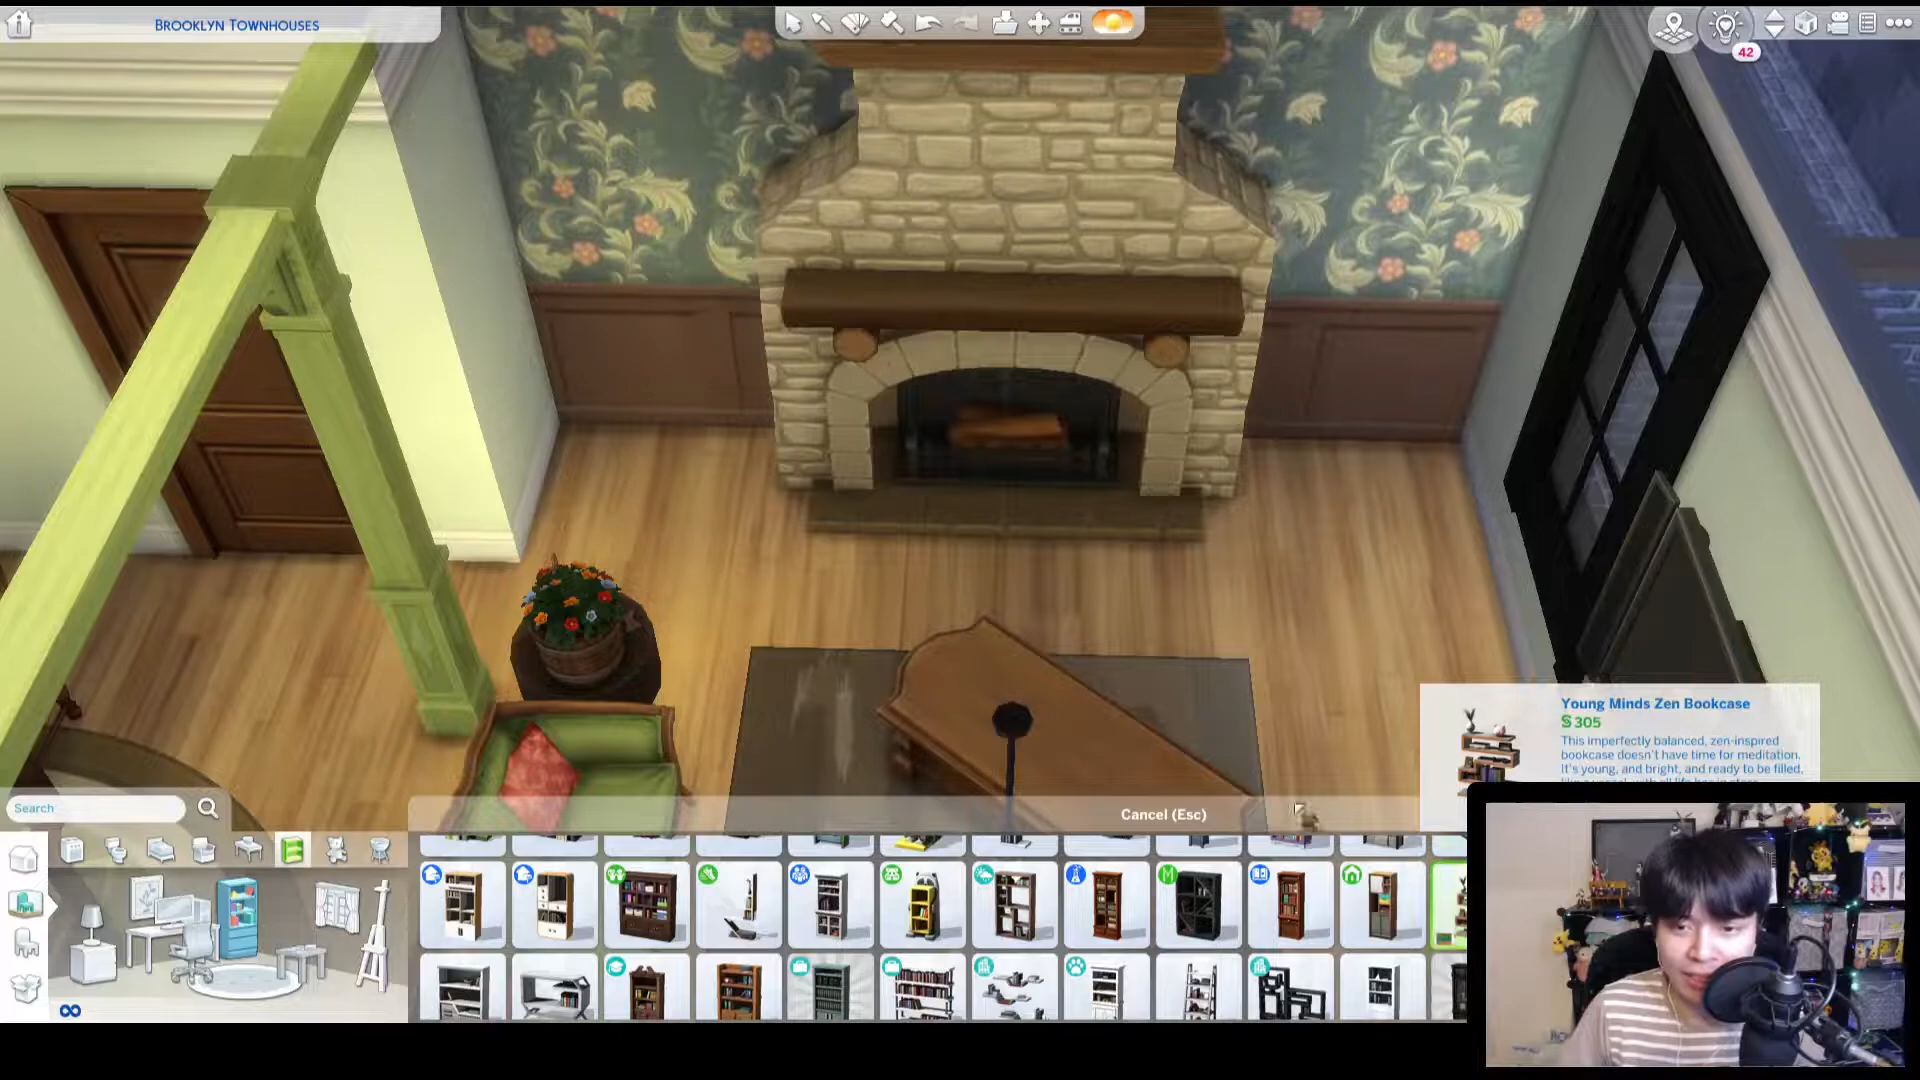 BROOKLYN TOWNHOUSES
42
Young Minds Zen Bookcase
§305
This imperfectly balanced, zen-inspired
bookcase doesn't have time for meditation.
It's young, and bright, and ready to be filled,
Search
Cancel (Esc)